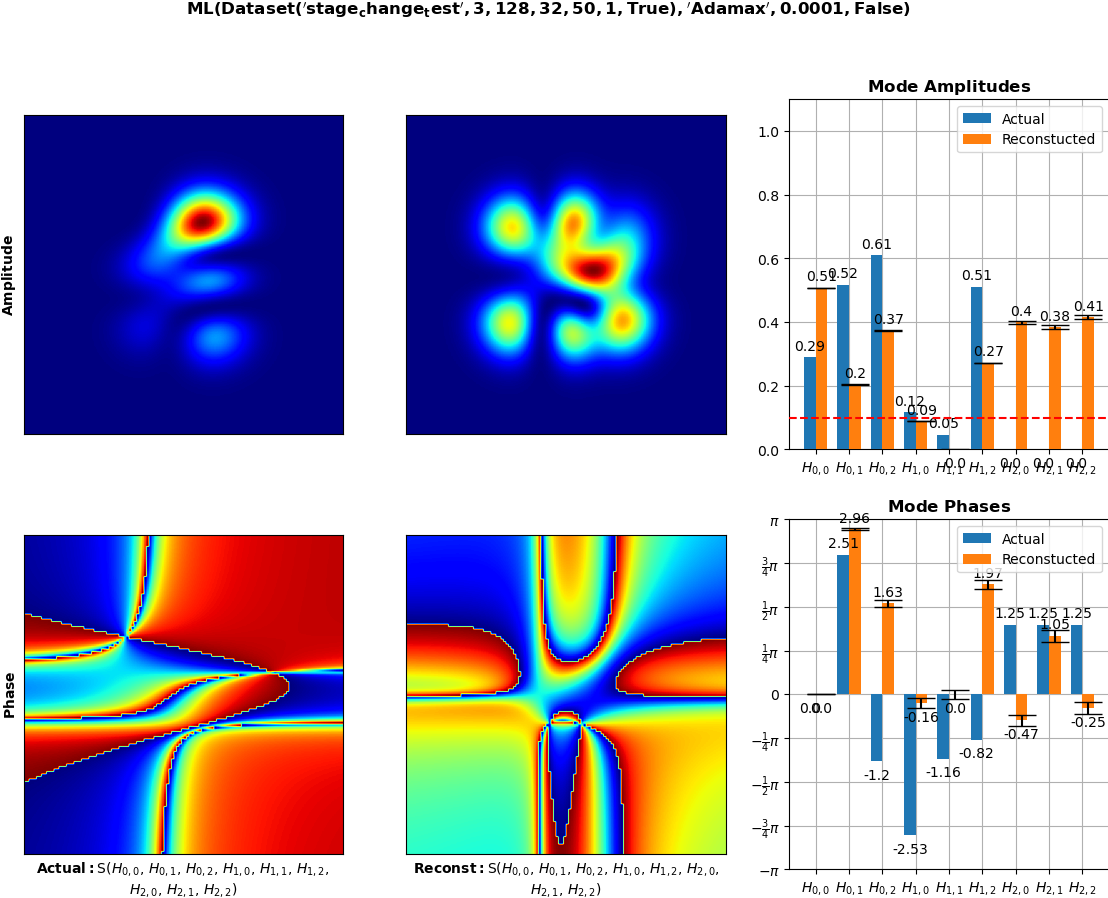 ML(Dataset('stage_change_test', 3, 128, 32, 50, 1, True), 'Adamax', 0.0001, False)
Amplitude
Mode Amplitudes
Actual
Reconstucted
1.0
0.8
0.6
0.4
0.2
0.0
0.29 0.51 0.52 0.2 0.61 0.37 0.12 0.09 0.05 0.0 0.51 0.27 0.0 0.4 0.0 0.38 0.0 0.41
H0,0 H0,1 H0,2 H1,0 H1,1 H1,2 H2,0 H2,1 H2,2
Phase
Mode Phases
Actual
Reconstucted
π
3/4π
1/2π
1/4π
0
−1/4π
−1/2π
−3/4π
−π
0.0 0.0 2.51 2.96 -1.2 1.63 -2.53 -0.16 -1.16 0.0 -0.82 1.97 1.25 -0.47 1.25 1.05 1.25 -0.25
H0,0 H0,1 H0,2 H1,0 H1,1 H1,2 H2,0 H2,1 H2,2
Actual: S(H0,0, H0,1, H0,2, H1,0, H1,1, H1,2,
H2,0, H2,1, H2,2)
Reconst: S(H0,0, H0,1, H0,2, H1,0, H1,2, H2,0,
H2,1, H2,2)